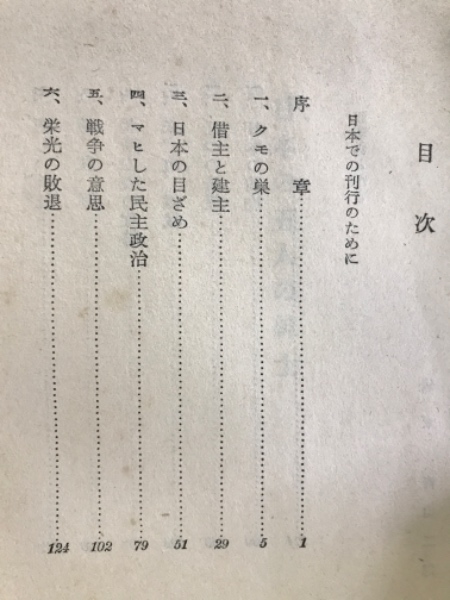 目次
日本での刊行のために
序章……1
一、クモの巣……5
二、借主と建主……29
三、日本の目ざめ……51
四、マヒした民主政治……79
五、戦争の意思……102
六、栄光の敗退……124